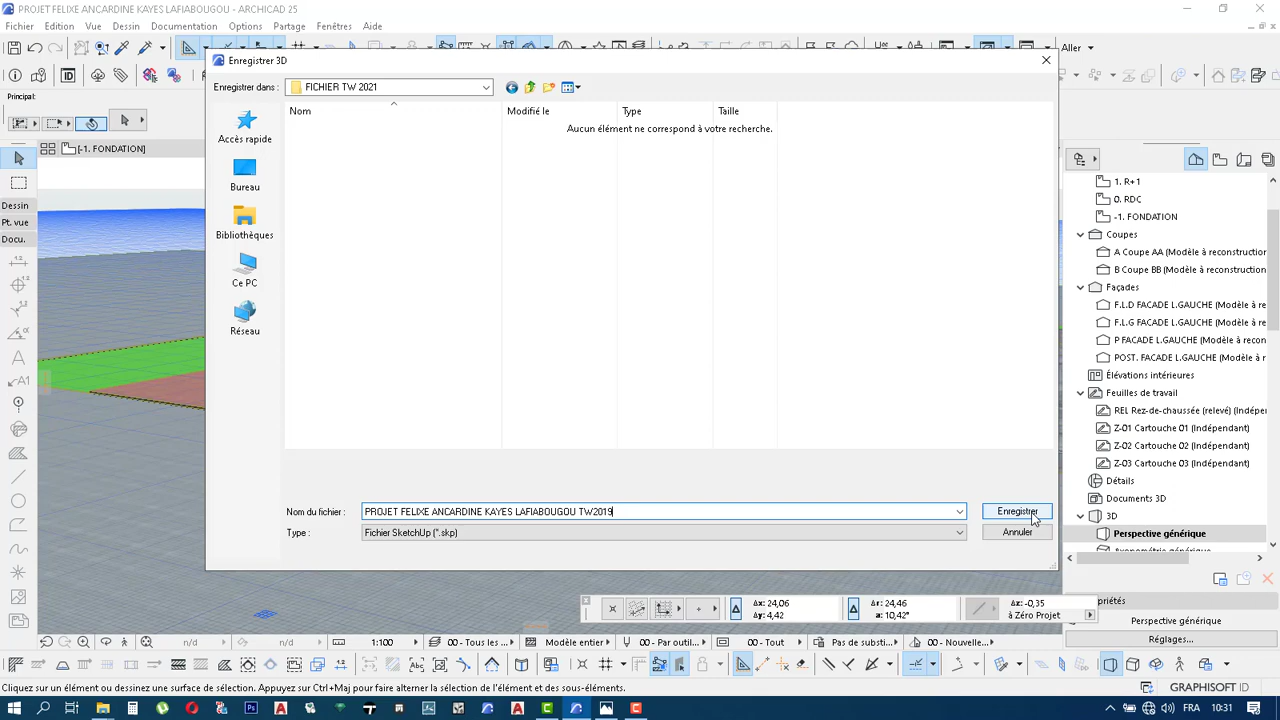 PROJET FELIXE ANCARDINE KAYES LAFIABOUGOU - ARCHICAD 25
Fichier Edition Vue Dessin Documentation Options Partage Fenêtres Aide
Aller
Principal:
[-1. FONDATION]
Dessin
Pt. vue
Docu.
Enregistrer 3D
Enregistrer dans : FICHIER TW 2021
Nom Modifié le Type Taille
Aucun élément ne correspond à votre recherche.
Accès rapide
Bureau
Bibliothèques
Ce PC
Réseau
Nom du fichier : PROJET FELIXE ANCARDINE KAYES LAFIABOUGOU TW2019 Enregistrer
Type : Fichier SketchUp (*.skp) Annuler
1. R+1
0. RDC
-1. FONDATION
Coupes
A Coupe AA (Modèle à reconstruction
B Coupe BB (Modèle à reconstruction
Façades
F.L.D FACADE L.GAUCHE (Modèle à re
F.L.G FACADE L.GAUCHE (Modèle à re
P FACADE L.GAUCHE (Modèle à recon
POST. FACADE L.GAUCHE (Modèle à re
Élévations intérieures
Feuilles de travail
REL Rez-de-chaussée (relevé) (Indépen
Z-01 Cartouche 01 (Indépendant)
Z-02 Cartouche 02 (Indépendant)
Z-03 Cartouche 03 (Indépendant)
Détails
Documents 3D
3D
Perspective générique
Perspective générique
Réglages...
Δx: 24,06
Δy: 4,42
Δr: 24,46
a: 10,42°
Δz: -0,35
à Zéro Projet
n/d n/d 1:100 00 - Tous les ... Modèle entier 00 - Par outil... 00 - Tout Pas de substi... 00 - Nouvelle...
Cliquez sur un élément ou dessinez une surface de sélection. Appuyez sur Ctrl+Maj pour faire alterner la sélection de l'élément et des sous-éléments.
GRAPHISOFT ID
FRA 10:31